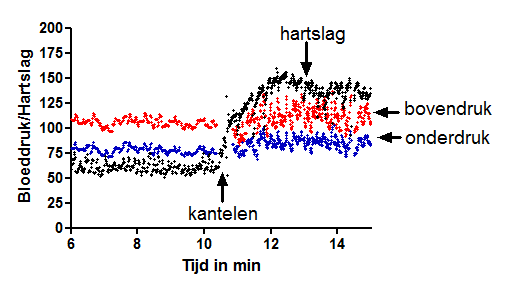 200
175
150
125
100
75
50
25
0
Bloeddruk/Hartslag
hartslag
bovendruk
onderdruk
kantelen
6 8 10 12 14
Tijd in min